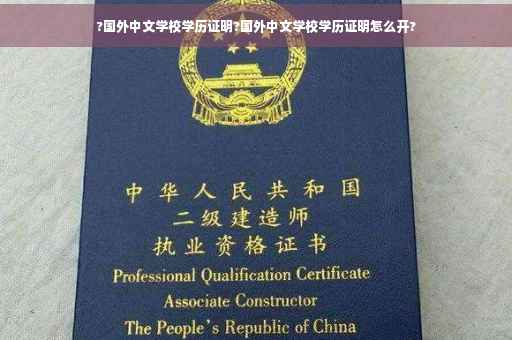 ?国外中文学校学历证明?国外中文学校学历证明怎么开?
中华人民共和国
二级建造师
执业资格证书
Professional Qualification Certificate
Associate Constructor
The People's Republic of China